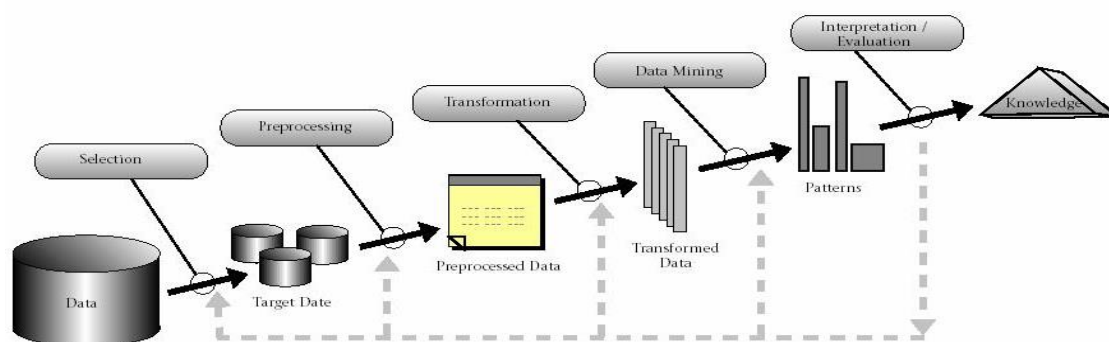 Interpretation /
Evaluation
Data Mining
Transformation
Preprocessing
Selection
Knowledge
Patterns
Transformed
Data
Preprocessed Data
Target Date
Data